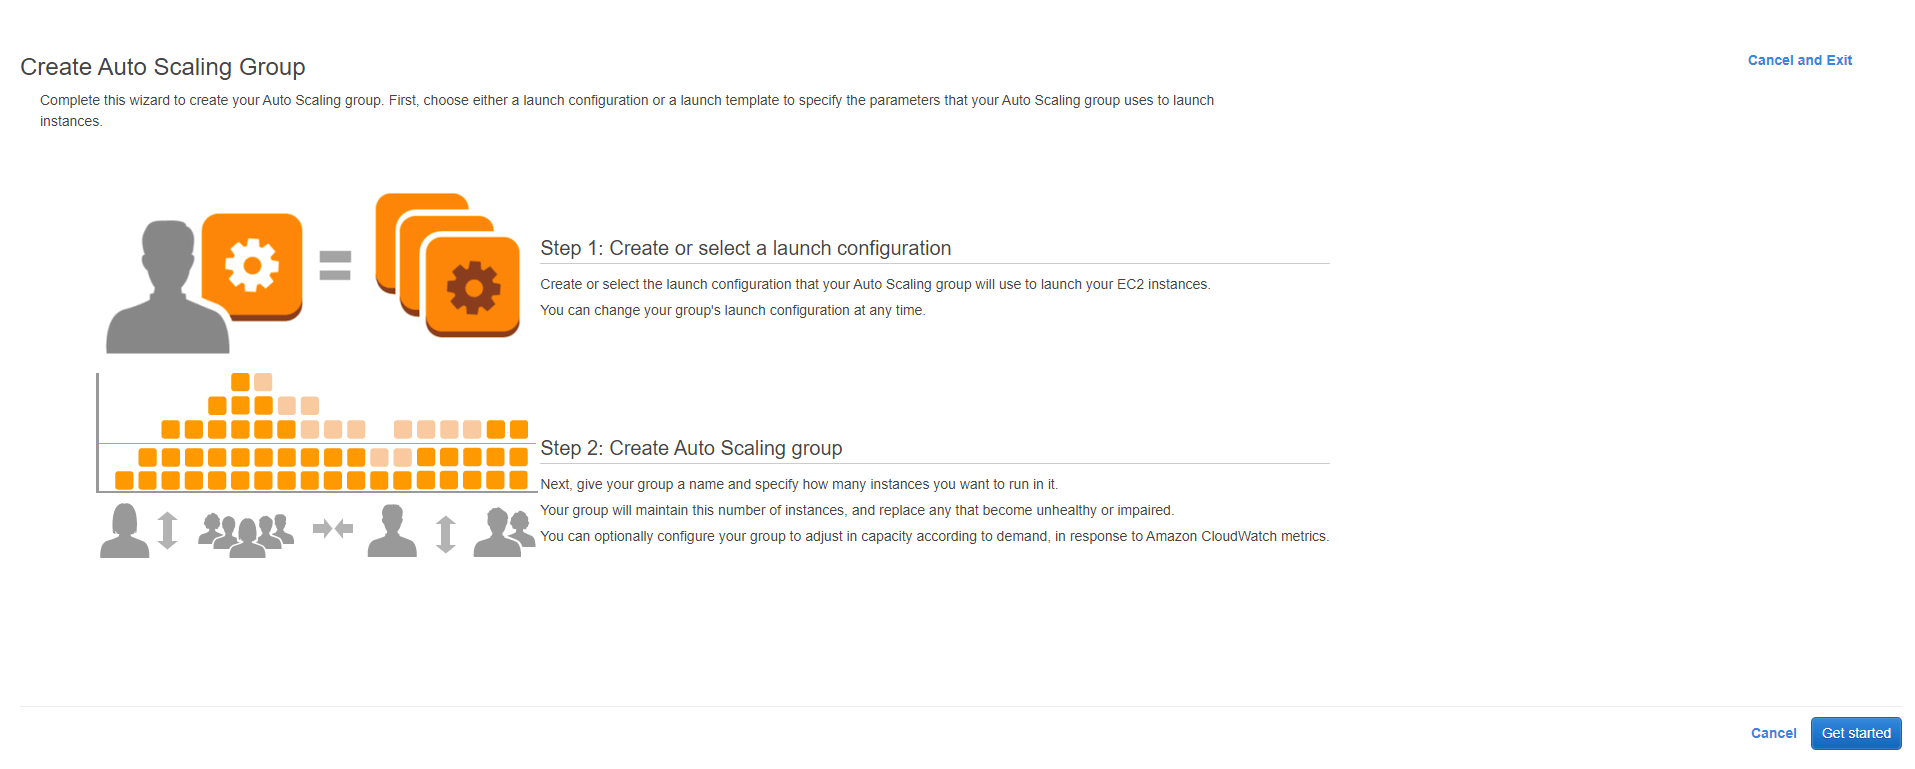 Create Auto Scaling Group
Cancel and Exit
Complete this wizard to create your Auto Scaling group. First, choose either a launch configuration or a launch template to specify the parameters that your Auto Scaling group uses to launch
instances.
Step 1: Create or select a launch configuration
Create or select the launch configuration that your Auto Scaling group will use to launch your EC2 instances.
You can change your group's launch configuration at any time.
Step 2: Create Auto Scaling group
Next, give your group a name and specify how many instances you want to run in it.
Your group will maintain this number of instances, and replace any that become unhealthy or impaired.
You can optionally configure your group to adjust in capacity according to demand, in response to Amazon CloudWatch metrics.
Cancel
Get started